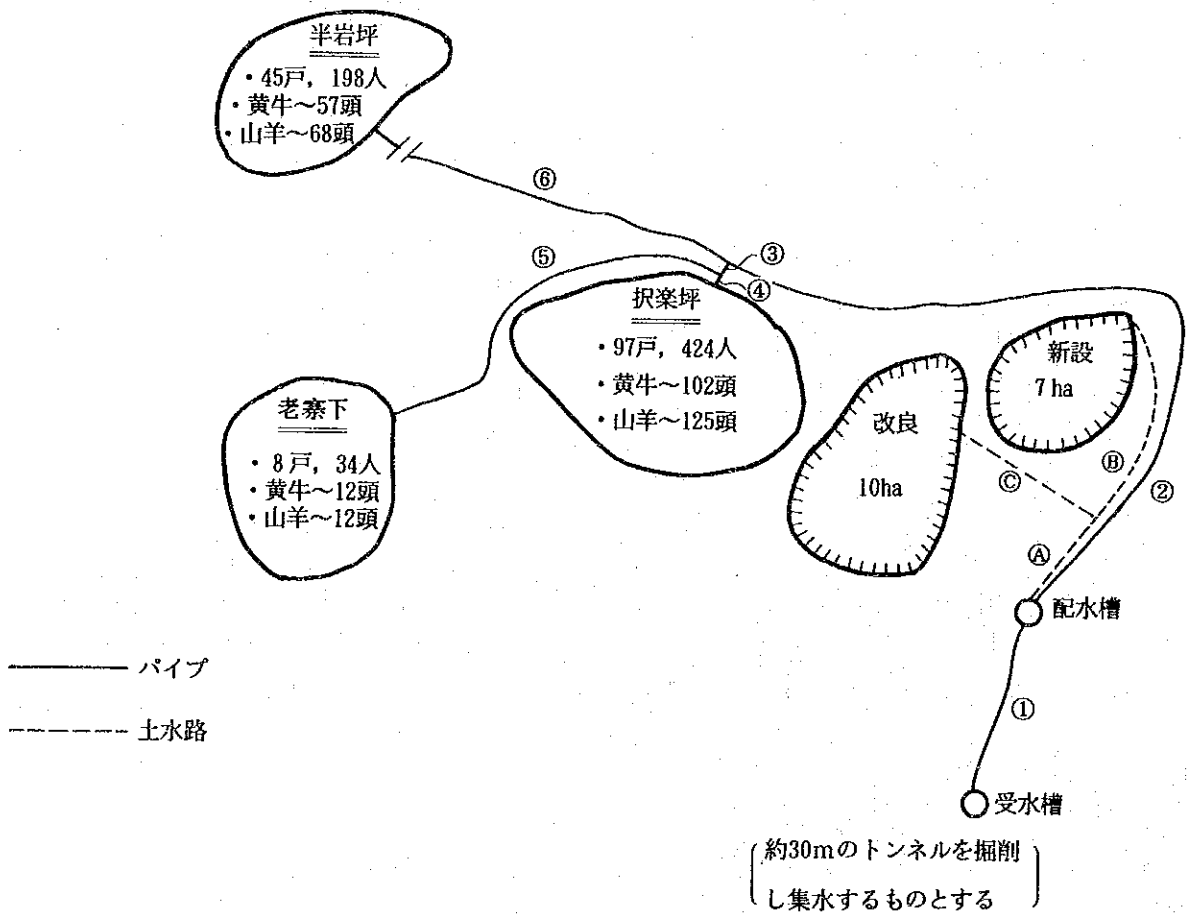 半岩坪
・45戸，198人
・黄牛～57頭
・山羊～68頭
⑥
③
⑤
④
択楽坪
・97戸，424人
・黄牛～102頭
・山羊～125頭
新設
7ha
改良
10ha
老寨下
・8戸，34人
・黄牛～12頭
・山羊～12頭
Ⓑ
Ⓒ
②
Ⓐ
配水槽
パイプ
①
土水路
受水槽
約30mのトンネルを掘削
し集水するものとする